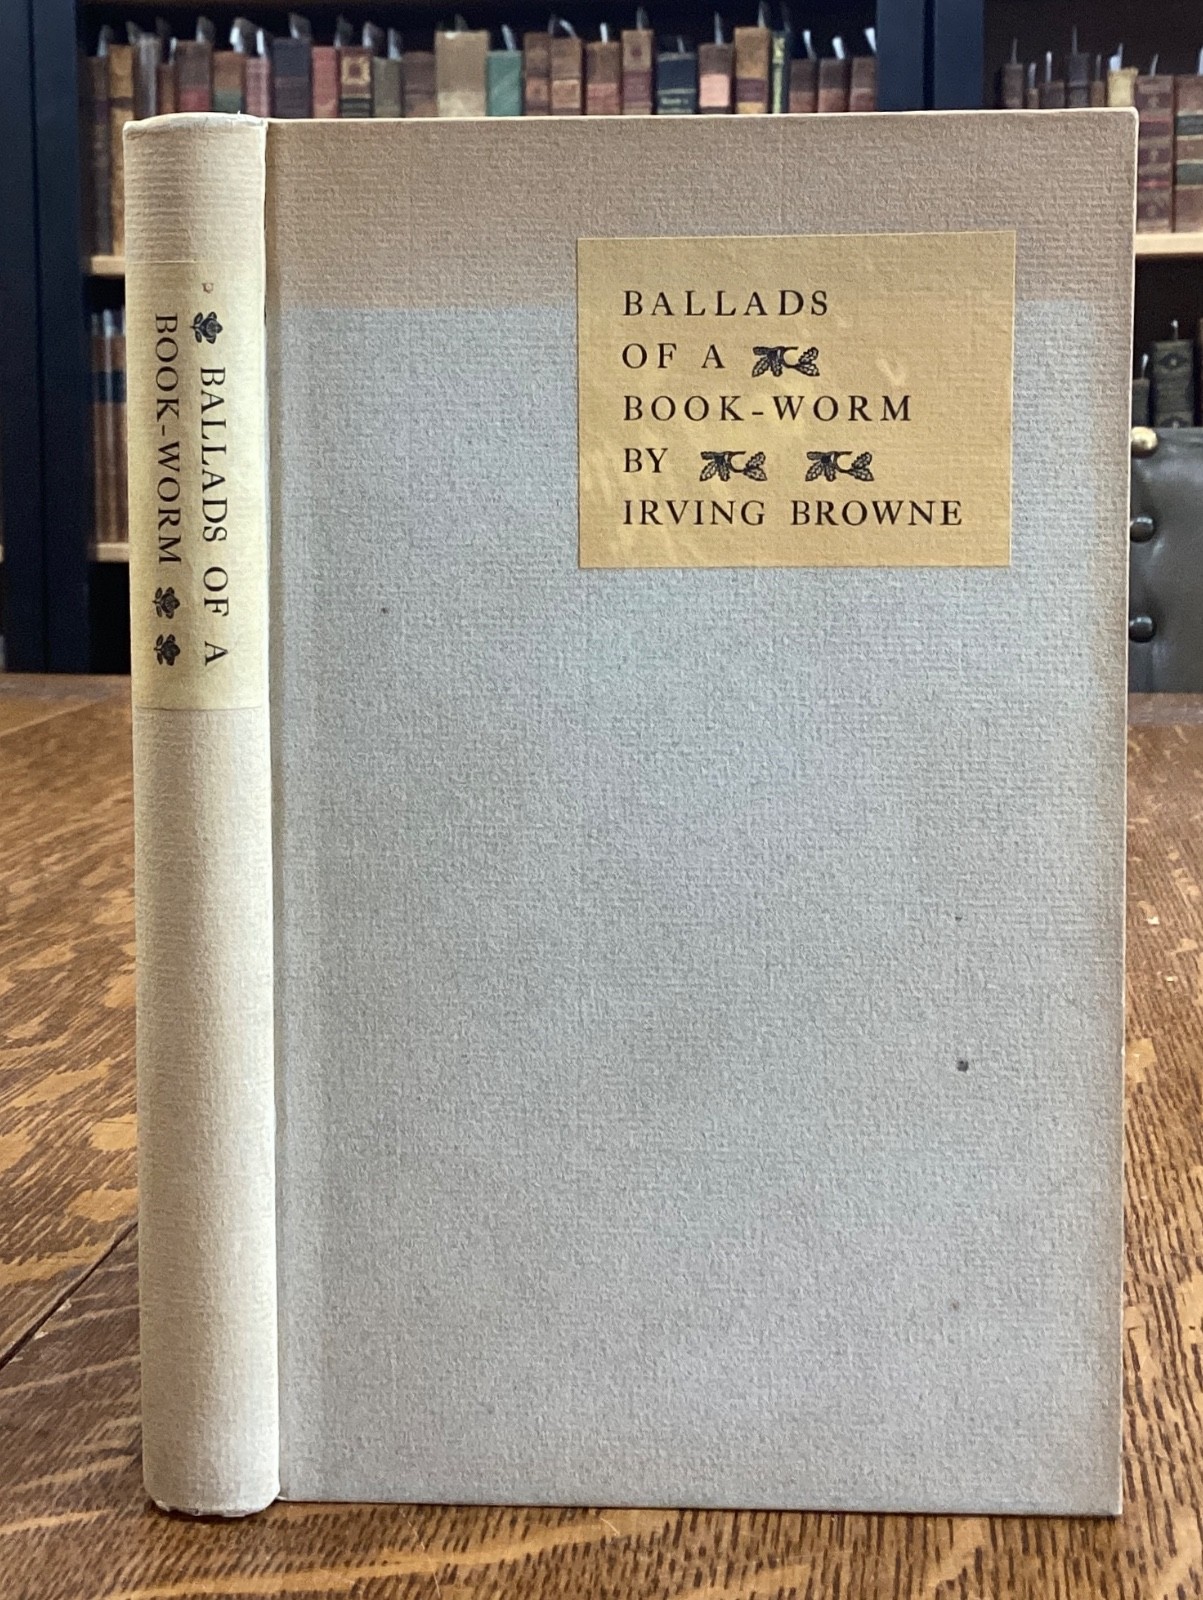 BALLADS OF A
BOOK-WORM
BALLADS
OF A
BOOK-WORM
BY
IRVING BROWNE